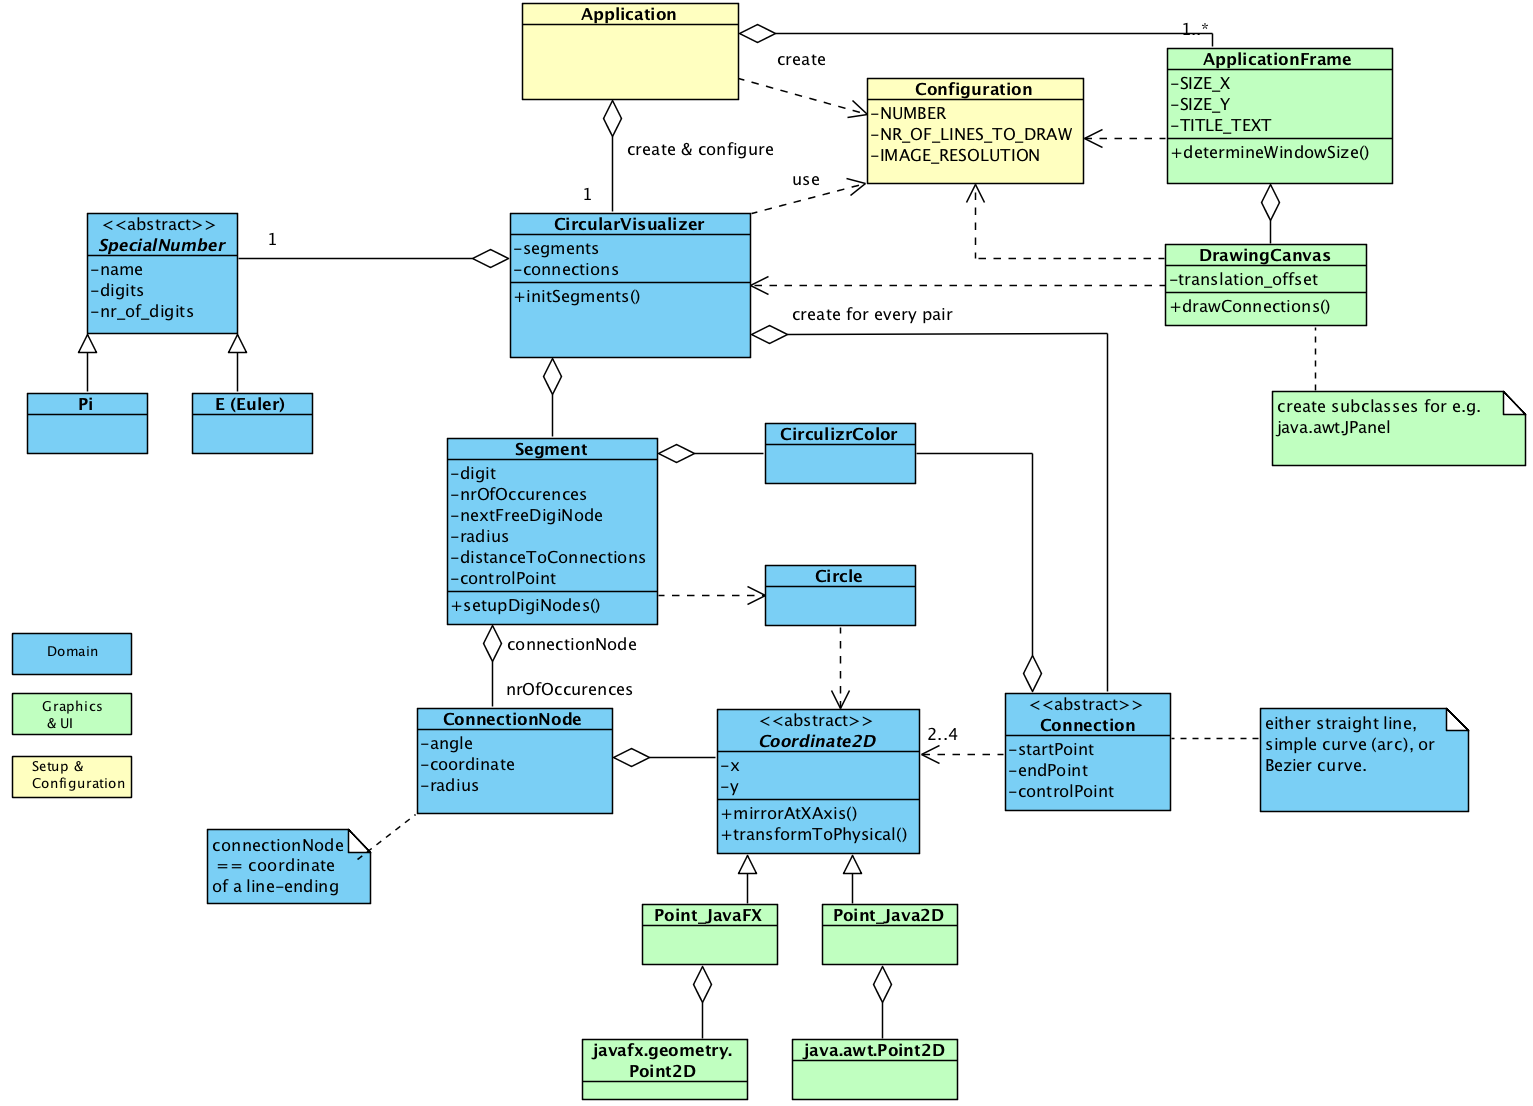 Application
1..*
create
ApplicationFrame
-SIZE_X
-SIZE_Y
-TITLE_TEXT
+determineWindowSize()
Configuration
-NUMBER
-NR_OF_LINES_TO_DRAW
-IMAGE_RESOLUTION
create & configure
use
1
<<abstract>>
SpecialNumber
-name
-digits
-nr_of_digits
1
CircularVisualizer
-segments
-connections
+initSegments()
DrawingCanvas
-translation_offset
+drawConnections()
create for every pair
Pi
E (Euler)
create subclasses for e.g.
java.awt.JPanel
Segment
-digit
-nrOfOccurences
-nextFreeDigiNode
-radius
-distanceToConnections
-controlPoint
+setupDigiNodes()
CirculizrColor
Circle
Domain
Graphics
& UI
Setup &
Configuration
connectionNode
nrOfOccurences
ConnectionNode
-angle
-coordinate
-radius
<<abstract>>
Coordinate2D
-x
-y
+mirrorAtXAxis()
+transformToPhysical()
2..4
<<abstract>>
Connection
-startPoint
-endPoint
-controlPoint
either straight line,
simple curve (arc), or
Bezier curve.
connectionNode
== coordinate
of a line-ending
Point_JavaFX
Point_Java2D
javafx.geometry.
Point2D
java.awt.Point2D